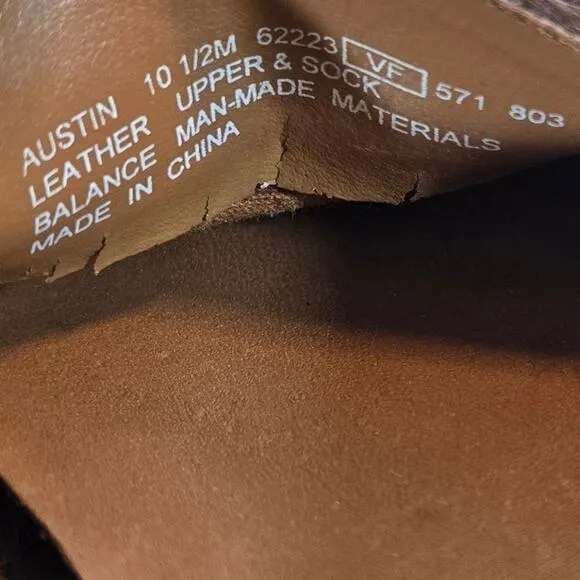 AUSTIN 10 1/2M 62223 VF 571 803
LEATHER UPPER & SOCK
BALANCE MAN-MADE MATERIALS
MADE IN CHINA